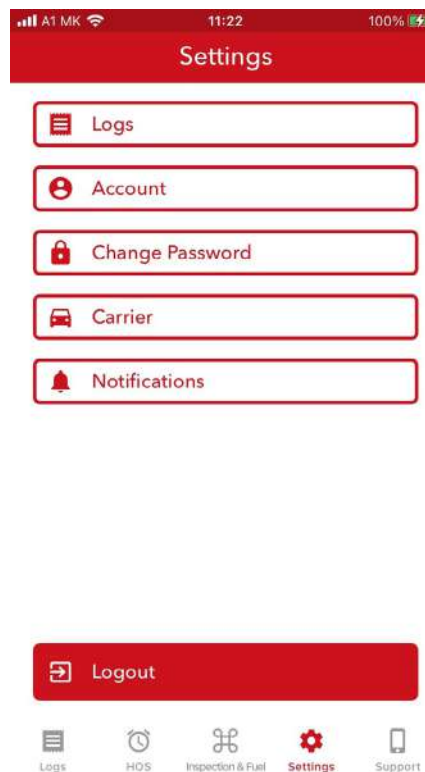 A1 MK 11:22 100%
Settings
Logs
Account
Change Password
Carrier
Notifications
Logout
Logs HOS Inspection & Fuel Settings Support